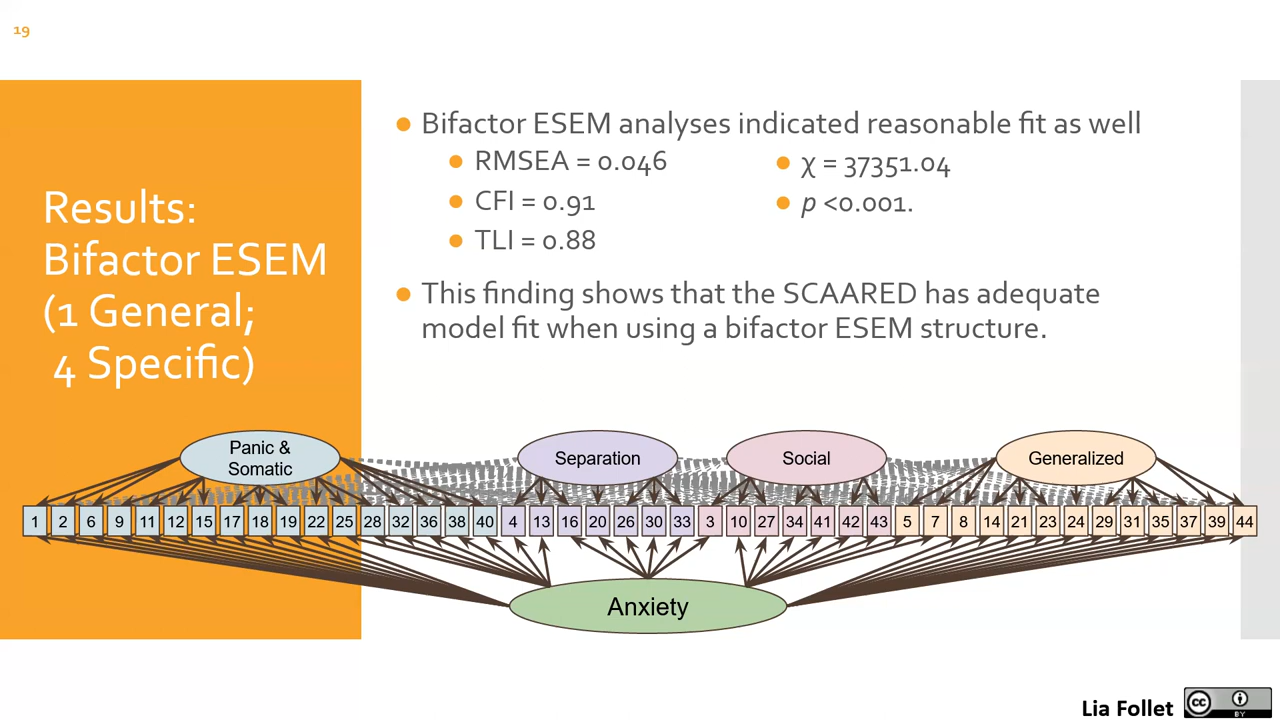 19
Results:
Bifactor ESEM
(1 General;
4 Specific)
Bifactor ESEM analyses indicated reasonable fit as well
RMSEA = 0.046
CFI = 0.91
TLI = 0.88
χ = 37351.04
p <0.001.
This finding shows that the SCAARED has adequate
model fit when using a bifactor ESEM structure.
Panic &
Somatic
Separation
Social
Generalized
1 2 6 9 11 12 15 17 18 19 22 25 28 32 36 38 40 4 13 16 20 26 30 33 3 10 27 34 41 42 43 5 7 8 14 21 23 24 29 31 35 37 39 44
Anxiety
Lia Follet
cc
BY